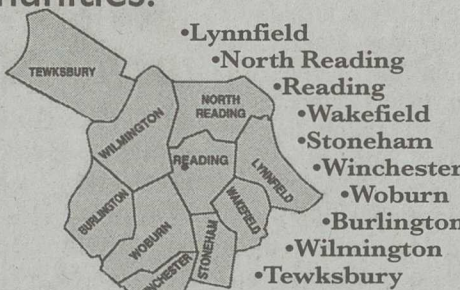 •Lynnfield
•North Reading
•Reading
•Wakefield
•Stoneham
•Winchester
•Woburn
•Burlington
•Wilmington
•Tewksbury
TEWKSBURY
WILMINGTON
NORTH
READING
READING
LYNNFIELD
BURLINGTON
WOBURN
STONEHAM
WAKEFIELD